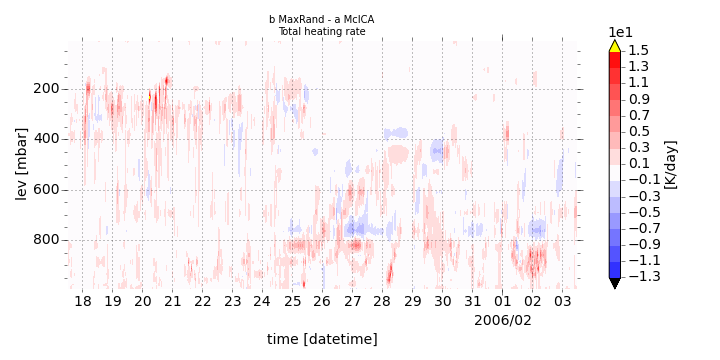 b MaxRand - a McICA
Total heating rate
1e1
200
400
600
800
lev [mbar]
18 19 20 21 22 23 24 25 26 27 28 29 30 31 01 02 03
2006/02
time [datetime]
1.5
1.3
1.1
0.9
0.7
0.5
0.3
0.1
−0.1
−0.3
−0.5
−0.7
−0.9
−1.1
−1.3
[K/day]